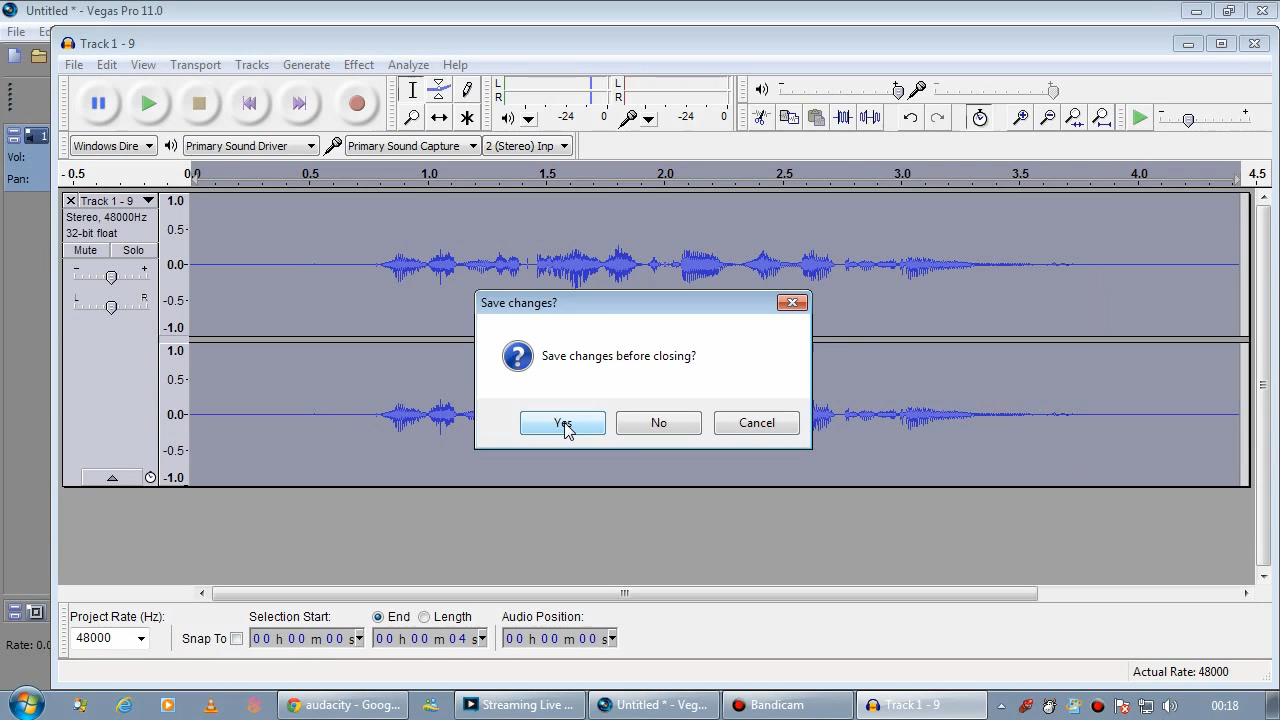 Untitled * - Vegas Pro 11.0
File Ec
Track 1 - 9
File Edit View Transport Tracks Generate Effect Analyze Help
L R -24 0 L R
-24 0 -24 0
1
Windows Dire Primary Sound Driver Primary Sound Capture 2 (Stereo) Inp
Vol:
Pan:
- 0.5 0.0 0.5 1.0 1.5 2.0 2.5 3.0 3.5 4.0 4.5
Track 1 - 9 1.0
Stereo, 48000Hz
32-bit float 0.5-
Mute Solo
- + 0.0-
L R -0.5-
-1.0
1.0
0.5-
0.0-
-0.5-
-1.0
Save changes?
Save changes before closing?
Yes No Cancel
Project Rate (Hz): Selection Start: End Length Audio Position:
48000 Snap To 00 h 00 m 00 s 00 h 00 m 04 s 00 h 00 m 00 s
Rate: 0.0
Actual Rate: 48000
audacity - Goog... Streaming Live ... Untitled * - Veg... Bandicam Track 1 - 9 00:18